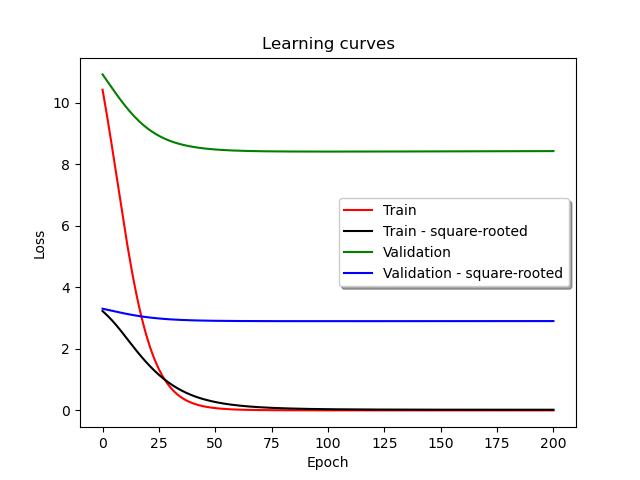 Learning curves
Loss
10
8
6
4
2
0
Train
Train - square-rooted
Validation
Validation - square-rooted
0 25 50 75 100 125 150 175 200
Epoch